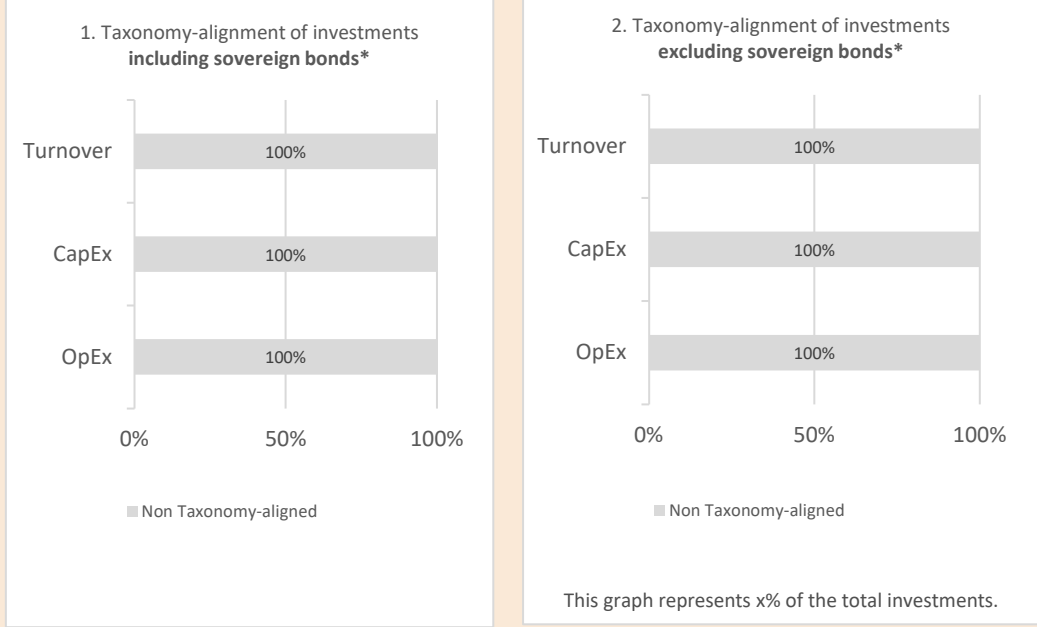 1. Taxonomy-alignment of investments
including sovereign bonds*
Turnover
100%
CapEx
100%
OpEx
100%
0% 50% 100%
Non Taxonomy-aligned
2. Taxonomy-alignment of investments
excluding sovereign bonds*
Turnover
100%
CapEx
100%
OpEx
100%
0% 50% 100%
Non Taxonomy-aligned
This graph represents x% of the total investments.